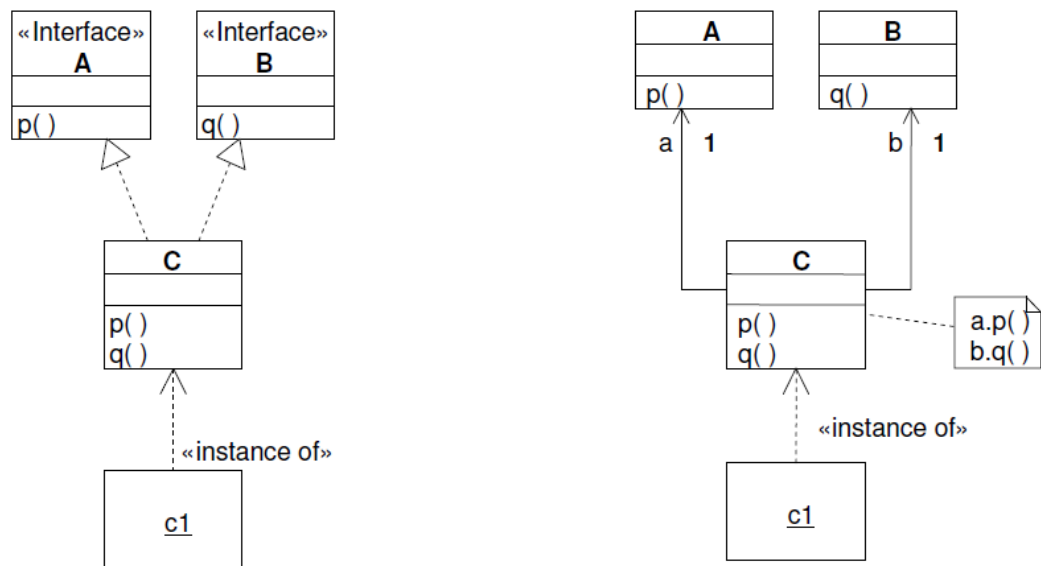 «Interface»
A
p( )
«Interface»
B
q( )
C
p( )
q( )
«instance of»
c1
A
p( )
B
q( )
a 1
b 1
C
p( )
q( )
a.p( )
b.q( )
«instance of»
c1